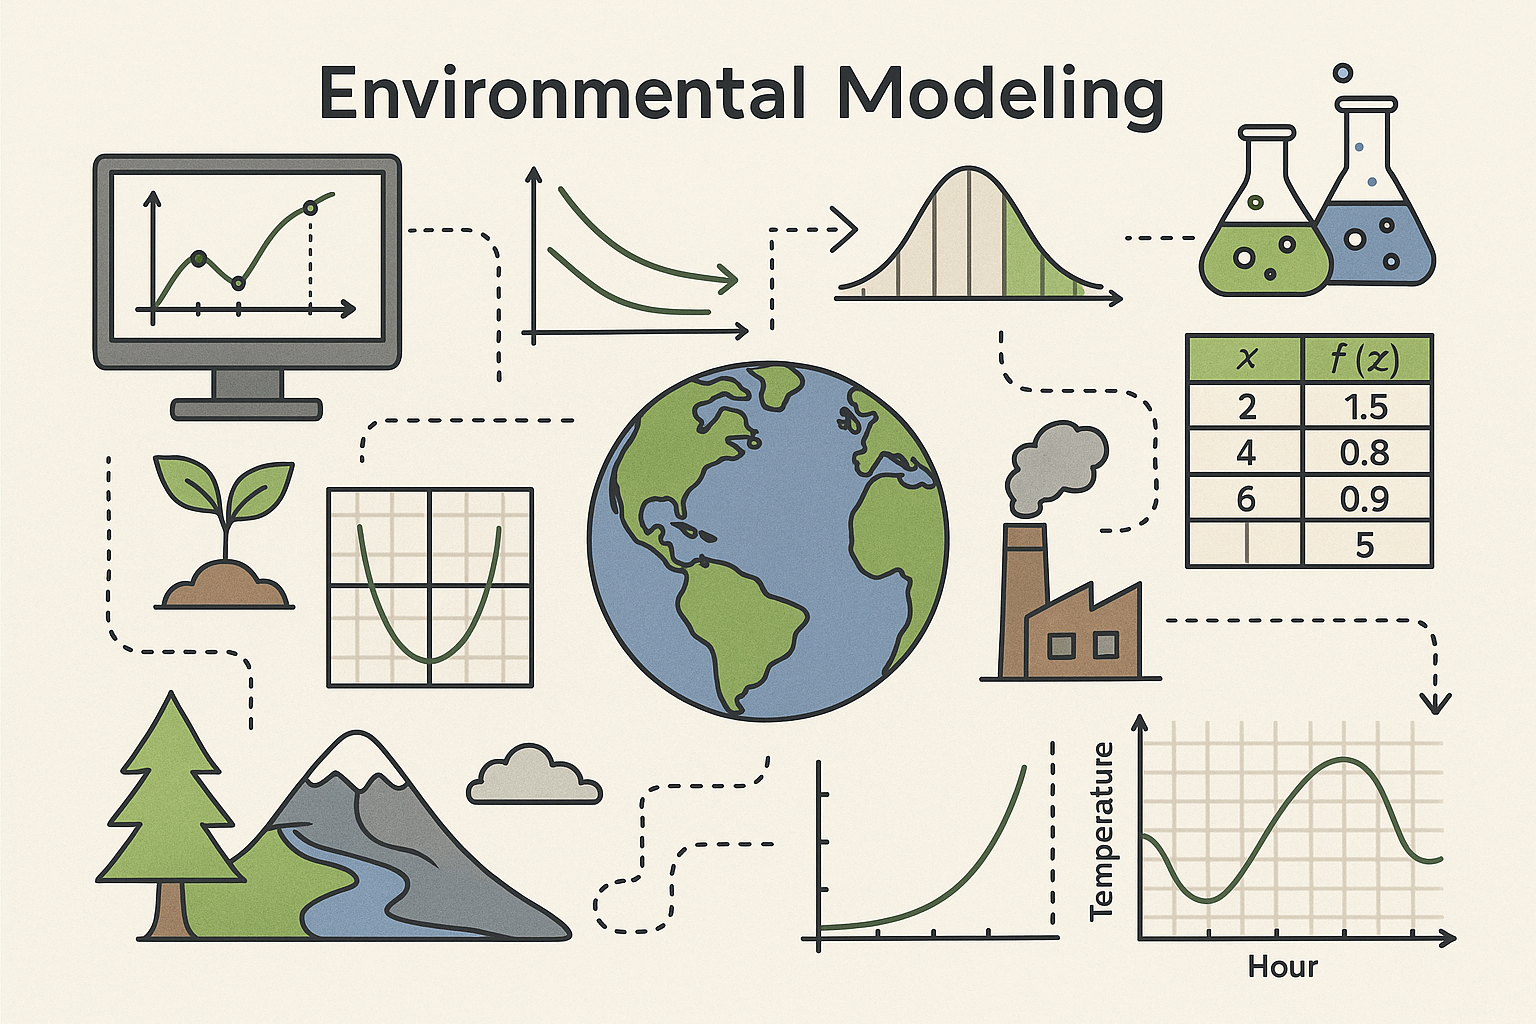 Environmental Modeling
x f(x)
2 1.5
4 0.8
6 0.9
5
Temperature
Hour